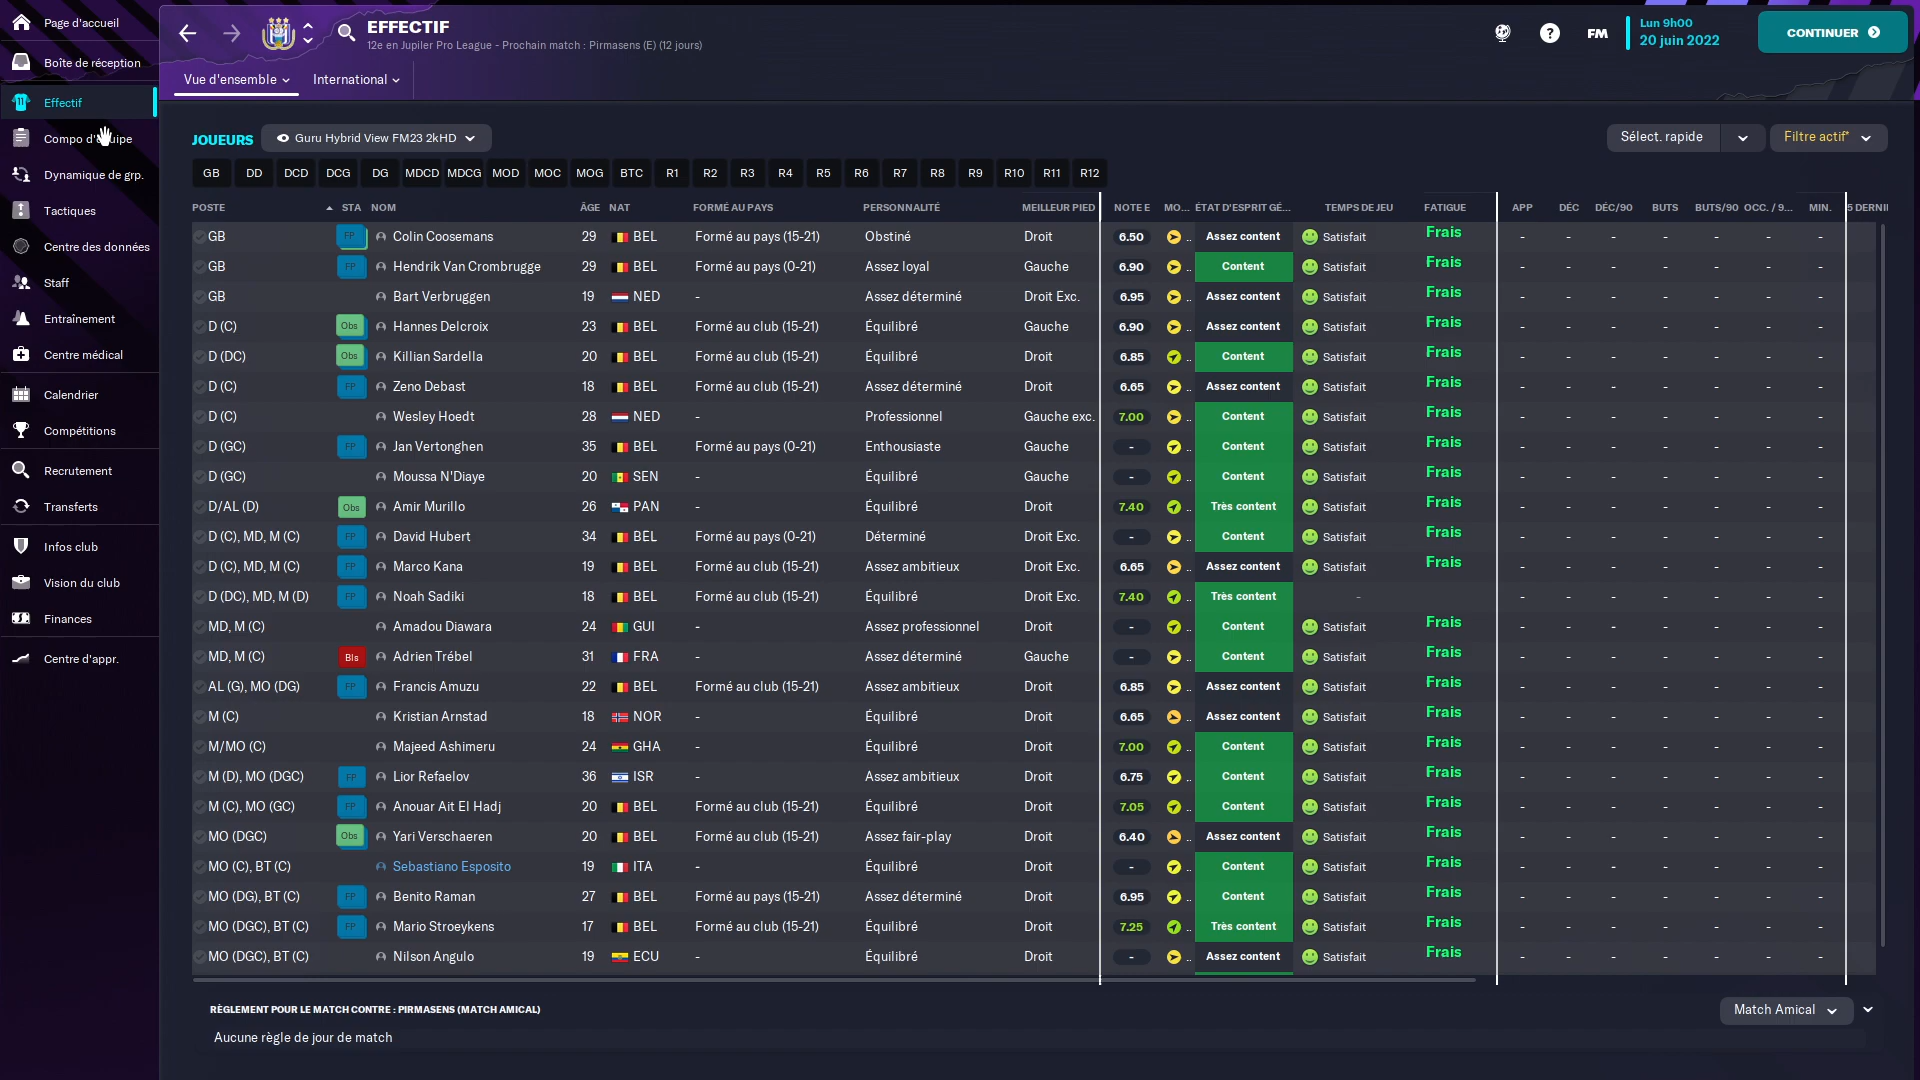 Page d'accueil
Boîte de réception
Effectif
Compo d'équipe
Dynamique de grp.
Tactiques
Centre des données
Staff
Entraînement
Centre médical
Calendrier
Compétitions
Recrutement
Transferts
Infos club
Vision du club
Finances
Centre d'appr.
EFFECTIF
12e en Jupiler Pro League - Prochain match : Pirmasens (E) (12 jours)
? FM Lun 9h00
20 juin 2022
CONTINUER
Vue d'ensemble International
JOUEURS Guru Hybrid View FM23 2kHD Sélect. rapide Filtre actif*
GB DD DCD DCG DG MDCD MDCG MOD MOC MOG BTC R1 R2 R3 R4 R5 R6 R7 R8 R9 R10 R11 R12
POSTE STA NOM ÂGE NAT FORMÉ AU PAYS PERSONNALITÉ MEILLEUR PIED NOTE E MO... ÉTAT D'ESPRIT GÉ... TEMPS DE JEU FATIGUE APP DÉC DÉC/90 BUTS BUTS/90 OCC. / 9... MIN. 5 DERNI
GB FP Colin Coosemans 29 BEL Formé au pays (15-21) Obstiné Droit 6.50 .. Assez content Satisfait Frais - - - - - - -
GB FP Hendrik Van Crombrugge 29 BEL Formé au pays (0-21) Assez loyal Gauche 6.90 .. Content Satisfait Frais - - - - - - -
GB Bart Verbruggen 19 NED - Assez déterminé Droit Exc. 6.95 .. Assez content Satisfait Frais - - - - - - -
D (C) Obs Hannes Delcroix 23 BEL Formé au club (15-21) Équilibré Gauche 6.90 .. Assez content Satisfait Frais - - - - - - -
D (DC) Obs Killian Sardella 20 BEL Formé au club (15-21) Équilibré Droit 6.85 .. Content Satisfait Frais - - - - - - -
D (C) FP Zeno Debast 18 BEL Formé au club (15-21) Assez déterminé Droit 6.65 .. Assez content Satisfait Frais - - - - - - -
D (C) Wesley Hoedt 28 NED - Professionnel Gauche exc. 7.00 .. Content Satisfait Frais - - - - - - -
D (GC) FP Jan Vertonghen 35 BEL Formé au pays (0-21) Enthousiaste Gauche - .. Content Satisfait Frais - - - - - - -
D (GC) Moussa N'Diaye 20 SEN - Équilibré Gauche - .. Content Satisfait Frais - - - - - - -
D/AL (D) Obs Amir Murillo 26 PAN - Équilibré Droit 7.40 .. Très content Satisfait Frais - - - - - - -
D (C), MD, M (C) FP David Hubert 34 BEL Formé au pays (0-21) Déterminé Droit Exc. - .. Content Satisfait Frais - - - - - - -
D (C), MD, M (C) FP Marco Kana 19 BEL Formé au club (15-21) Assez ambitieux Droit Exc. 6.65 .. Assez content Satisfait Frais - - - - - - -
D (DC), MD, M (D) FP Noah Sadiki 18 BEL Formé au club (15-21) Équilibré Droit Exc. 7.40 .. Très content - - - - - - - -
MD, M (C) Amadou Diawara 24 GUI - Assez professionnel Droit - .. Content Satisfait Frais - - - - - - -
MD, M (C) Bls Adrien Trébel 31 FRA - Assez déterminé Gauche - .. Content Satisfait Frais - - - - - - -
AL (G), MO (DG) FP Francis Amuzu 22 BEL Formé au club (15-21) Assez ambitieux Droit 6.85 .. Assez content Satisfait Frais - - - - - - -
M (C) Kristian Arnstad 18 NOR - Équilibré Droit 6.65 .. Assez content Satisfait Frais - - - - - - -
M/MO (C) Majeed Ashimeru 24 GHA - Équilibré Droit 7.00 .. Content Satisfait Frais - - - - - - -
M (D), MO (DGC) FP Lior Refaelov 36 ISR - Assez ambitieux Droit 6.75 .. Content Satisfait Frais - - - - - - -
M (C), MO (GC) FP Anouar Ait El Hadj 20 BEL Formé au club (15-21) Équilibré Droit 7.05 .. Content Satisfait Frais - - - - - - -
MO (DGC) Obs Yari Verschaeren 20 BEL Formé au club (15-21) Assez fair-play Droit 6.40 .. Assez content Satisfait Frais - - - - - - -
MO (C), BT (C) Sebastiano Esposito 19 ITA - Équilibré Droit - .. Content Satisfait Frais - - - - - - -
MO (DG), BT (C) FP Benito Raman 27 BEL Formé au pays (15-21) Assez déterminé Droit 6.95 .. Content Satisfait Frais - - - - - - -
MO (DGC), BT (C) FP Mario Stroeykens 17 BEL Formé au club (15-21) Équilibré Droit 7.25 .. Très content Satisfait Frais - - - - - - -
MO (DGC), BT (C) Nilson Angulo 19 ECU - Équilibré Droit - .. Assez content Satisfait Frais - - - - - - -
RÈGLEMENT POUR LE MATCH CONTRE : PIRMASENS (MATCH AMICAL) Match Amical
Aucune règle de jour de match